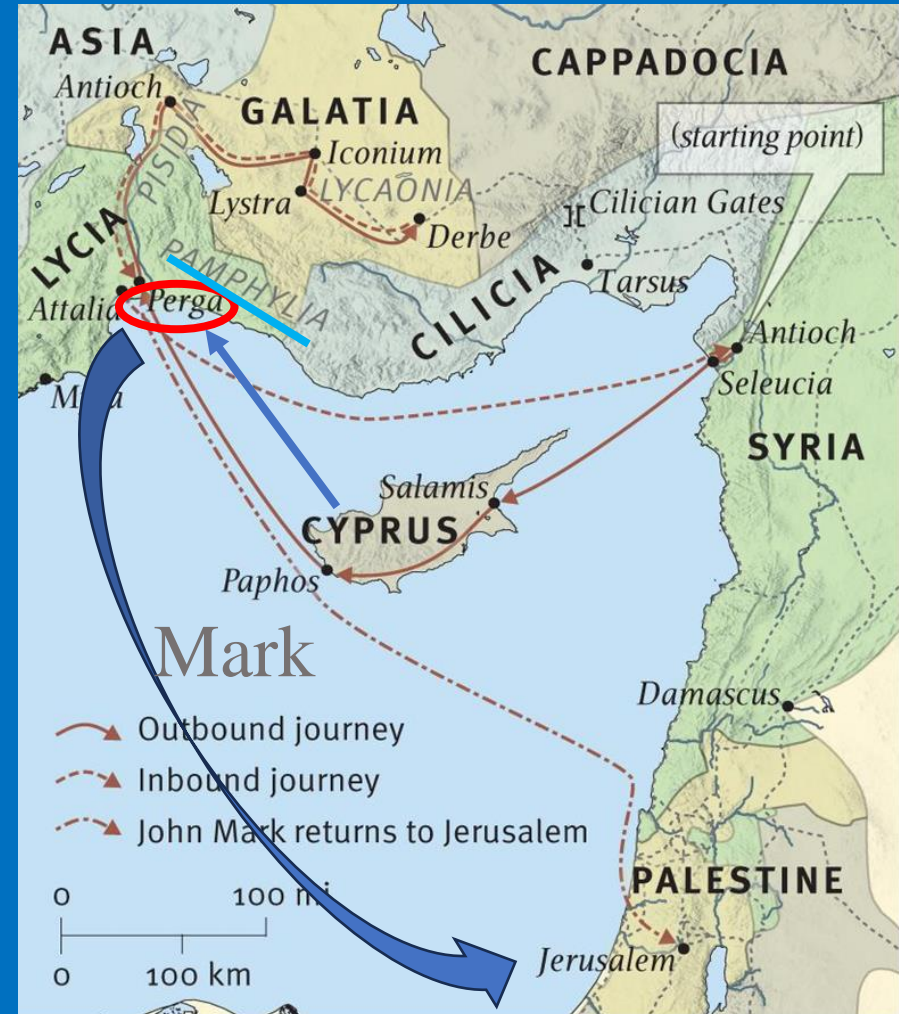 ASIA
CAPPADOCIA
Antioch
GALATIA
(starting point)
PISIDIA
Iconium
LYCAŌNIA
Lystra
Cilician Gates
Derbe
LYCIA
PAMPHYLIA
CILICIA
Tarsus
Attalia
Perga
Antioch
Seleucia
SYRIA
Salamis
CYPRUS
Paphos
Mark
Damascus
Outbound journey
Inbound journey
John Mark returns to Jerusalem
PALESTINE
0 100 mi
0 100 km
Jerusalem